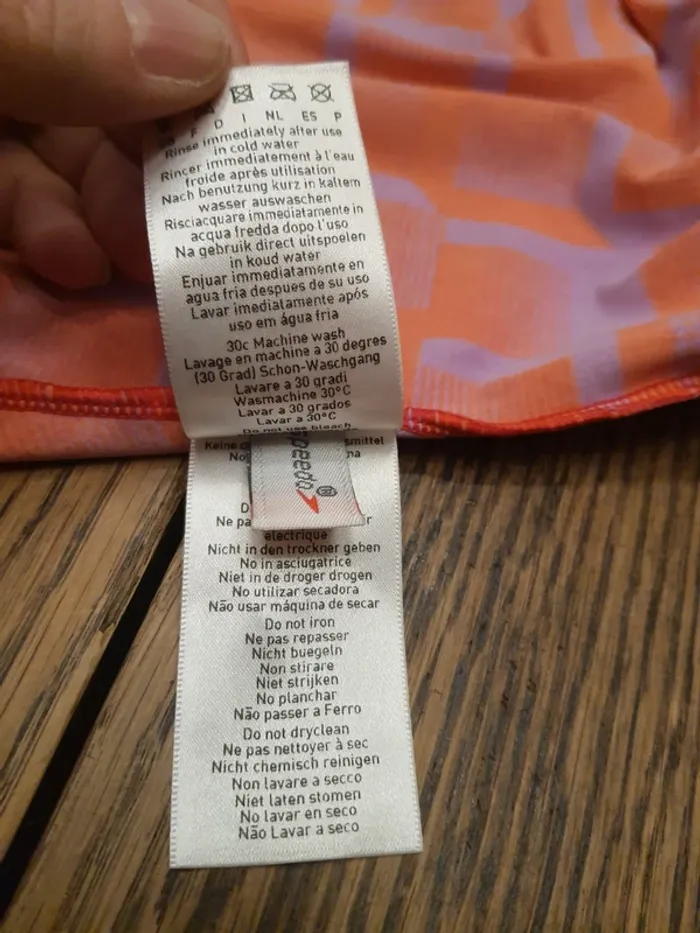 F D I NL ES P
Rinse immediately after use
in cold water
Rincer immediatement à l'eau
froide après utilisation
Nach benutzung kurz in kaltem
wasser auswaschen
Risciacquare immediatamente in
acqua fredda dopo l'uso
Na gebruik direct uitspoelen
in koud water
Enjuar immediatamente en
agua fria despues de su uso
Lavar imediatamente após
uso em água fria
30c Machine wash
Lavage en machine a 30 degres
(30 Grad) Schon-Waschgang
Lavare a 30 gradi
Wasmachine 30°C
Lavar a 30 grados
Lavar a 30°C
Do not use bleach
Keine
speedo
Ne pa
electrique
Nicht in den trockner geben
No in asciugatrice
Niet in de droger drogen
No utilizar secadora
Não usar máquina de secar
Do not iron
Ne pas repasser
Nicht buegeln
Non stirare
Niet strijken
No planchar
Não passer a Ferro
Do not dryclean
Ne pas nettoyer à sec
Nicht chemisch reinigen
Non lavare a secco
Niet laten stomen
No lavar en seco
Não Lavar a seco